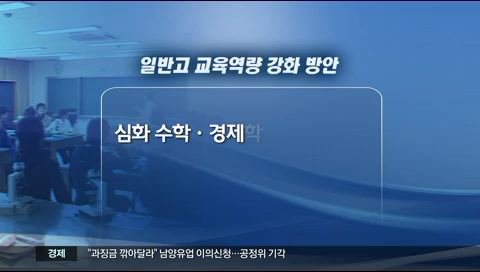 일반고 교육역량 강화 방안
심화 수학 · 경제학
경제 "과징금 깎아달라" 남양유업 이의신청…공정위 기각